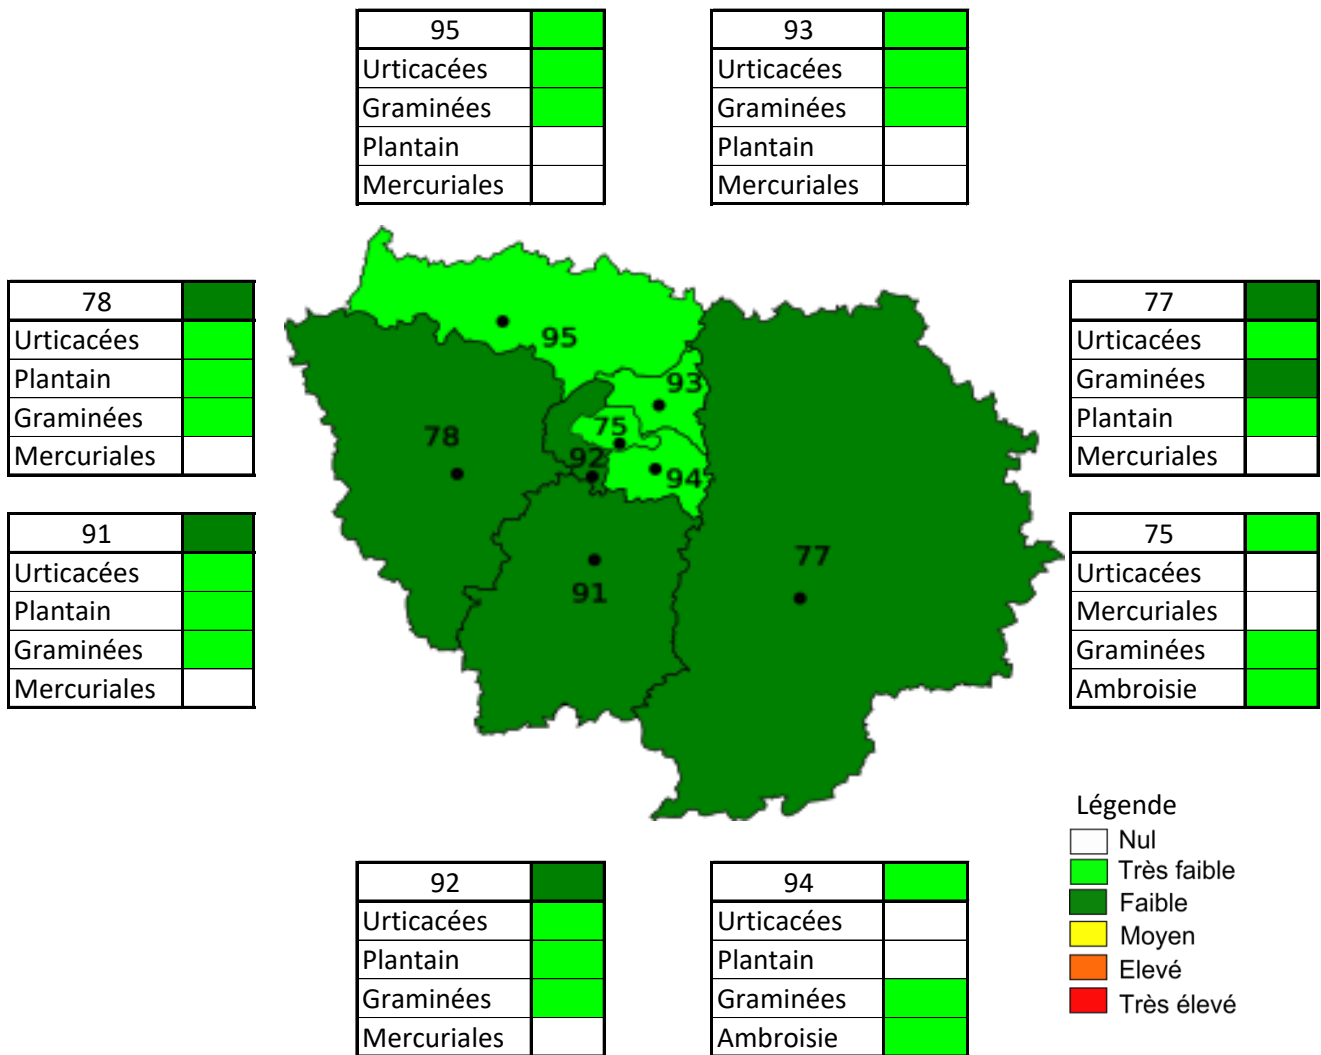 95
Urticacées
Graminées
Plantain
Mercuriales
93
Urticacées
Graminées
Plantain
Mercuriales
78
Urticacées
Plantain
Graminées
Mercuriales
91
Urticacées
Plantain
Graminées
Mercuriales
95
93
75
78
92
94
77
91
77
Urticacées
Graminées
Plantain
Mercuriales
75
Urticacées
Mercuriales
Graminées
Ambroisie
92
Urticacées
Plantain
Graminées
Mercuriales
94
Urticacées
Plantain
Graminées
Ambroisie
Légende
Nul
Très faible
Faible
Moyen
Elevé
Très élevé